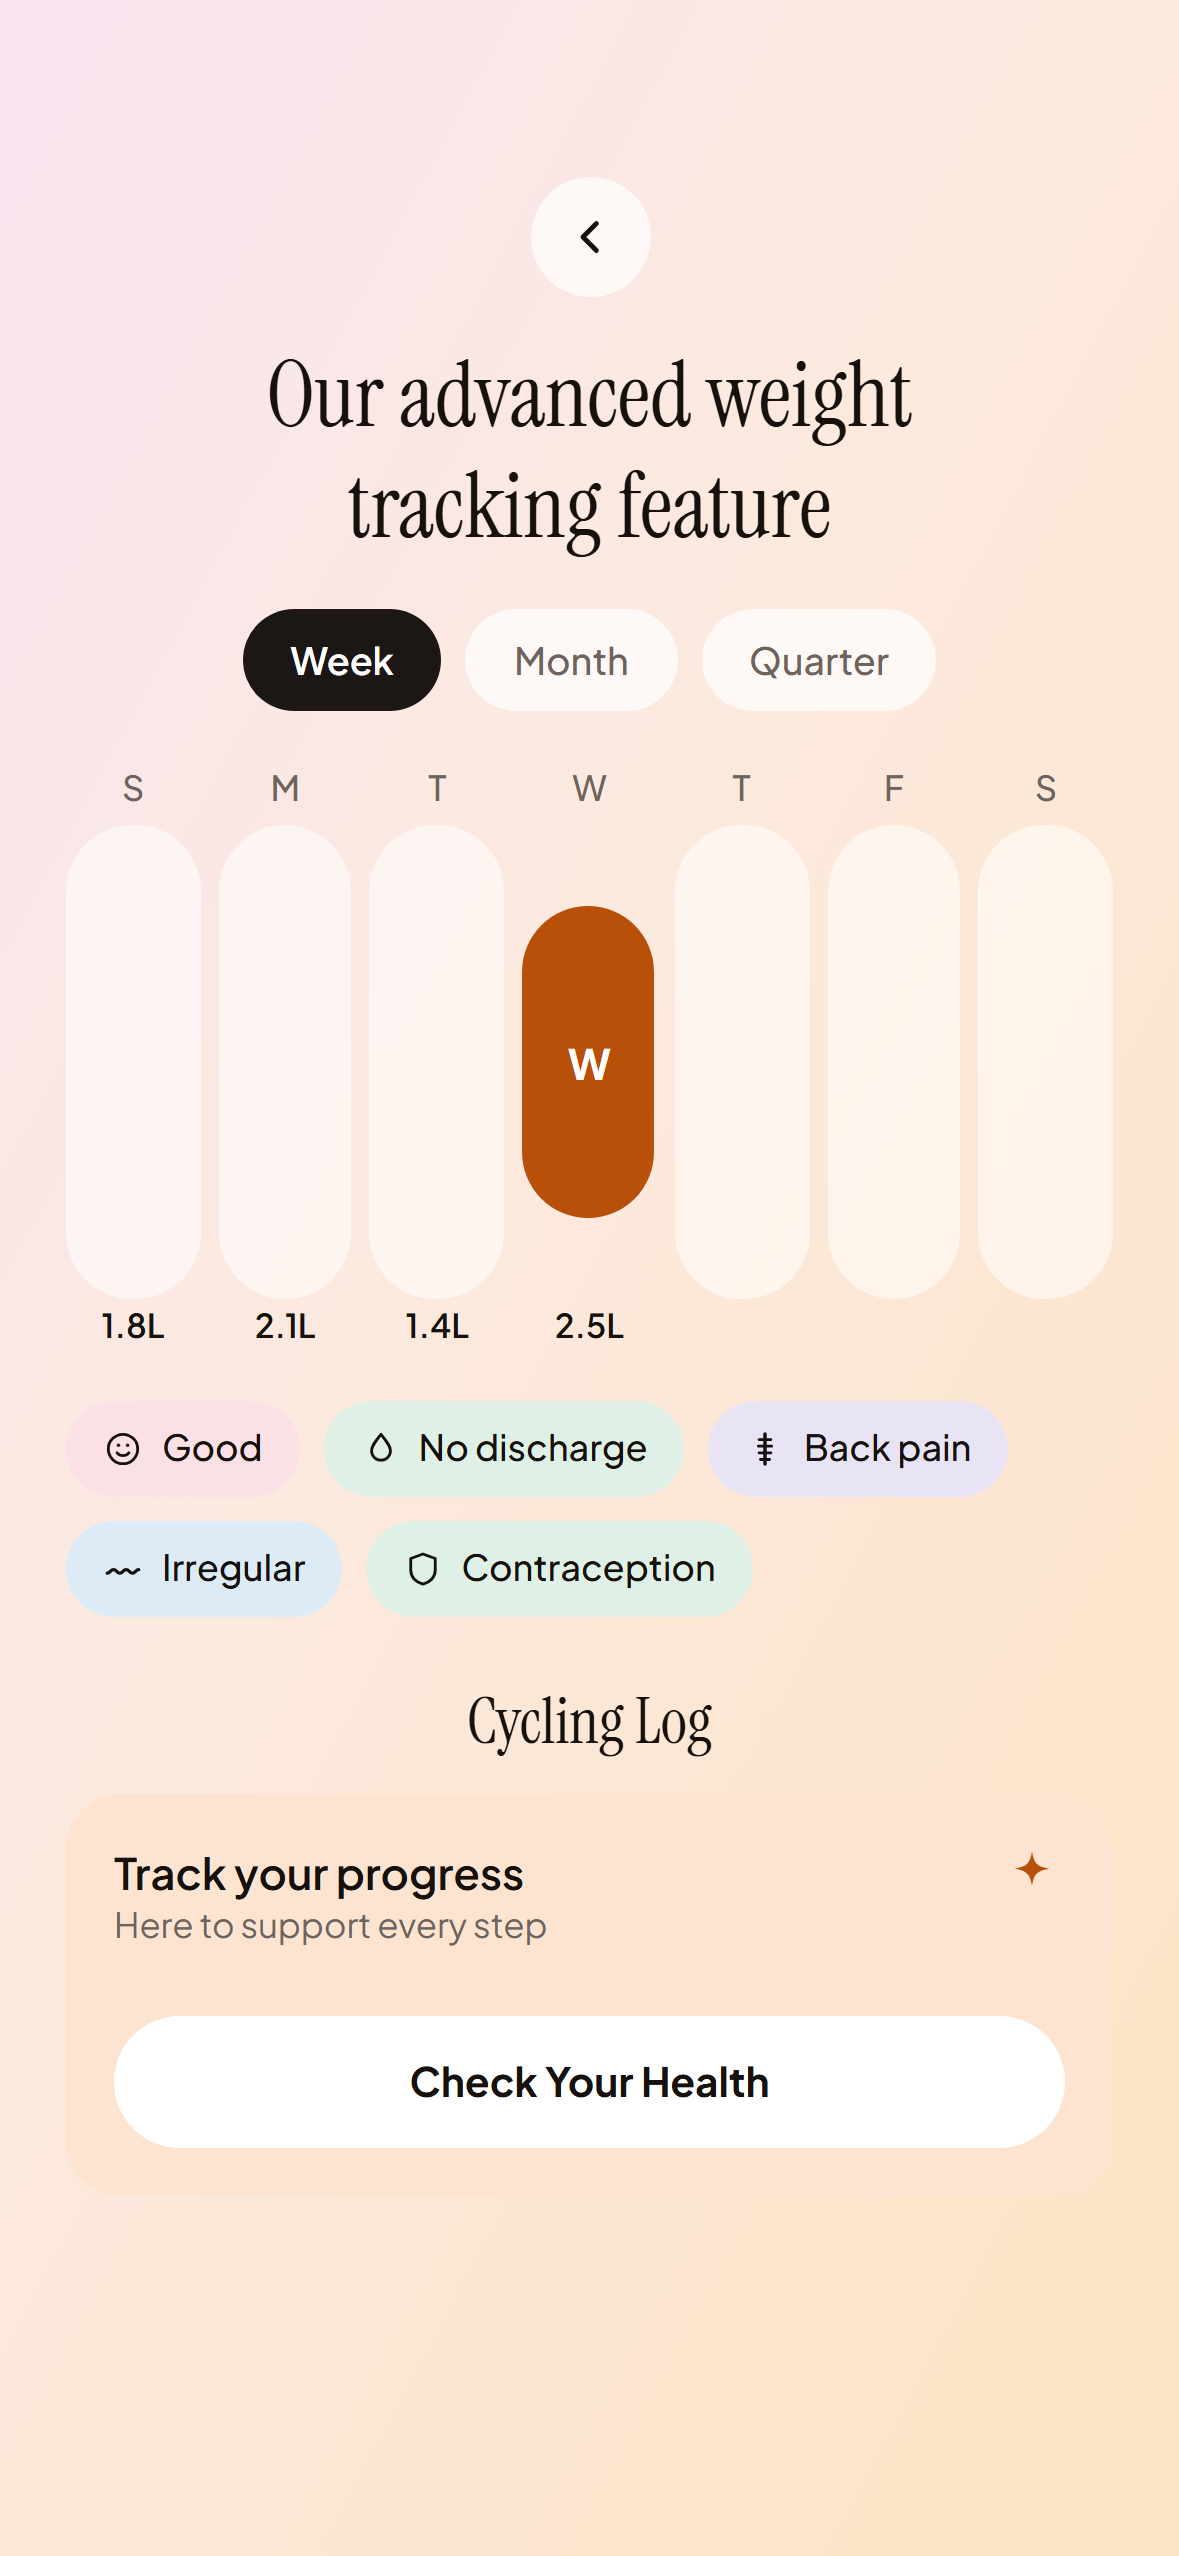 Our advanced weight
tracking feature
Week Month Quarter
S M T W T F S
W
1.8L 2.1L 1.4L 2.5L
Good No discharge Back pain
Irregular Contraception
Cycling Log
Track your progress
Here to support every step
Check Your Health